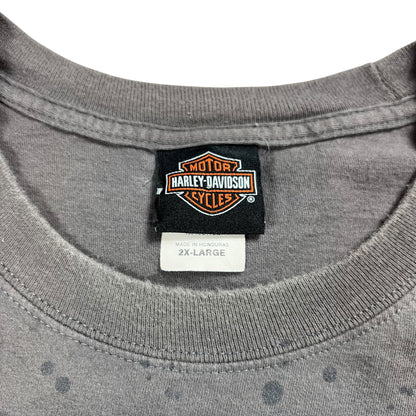 MOTOR
HARLEY-DAVIDSON
CYCLES
®
MADE IN HONDURAS
2X-LARGE